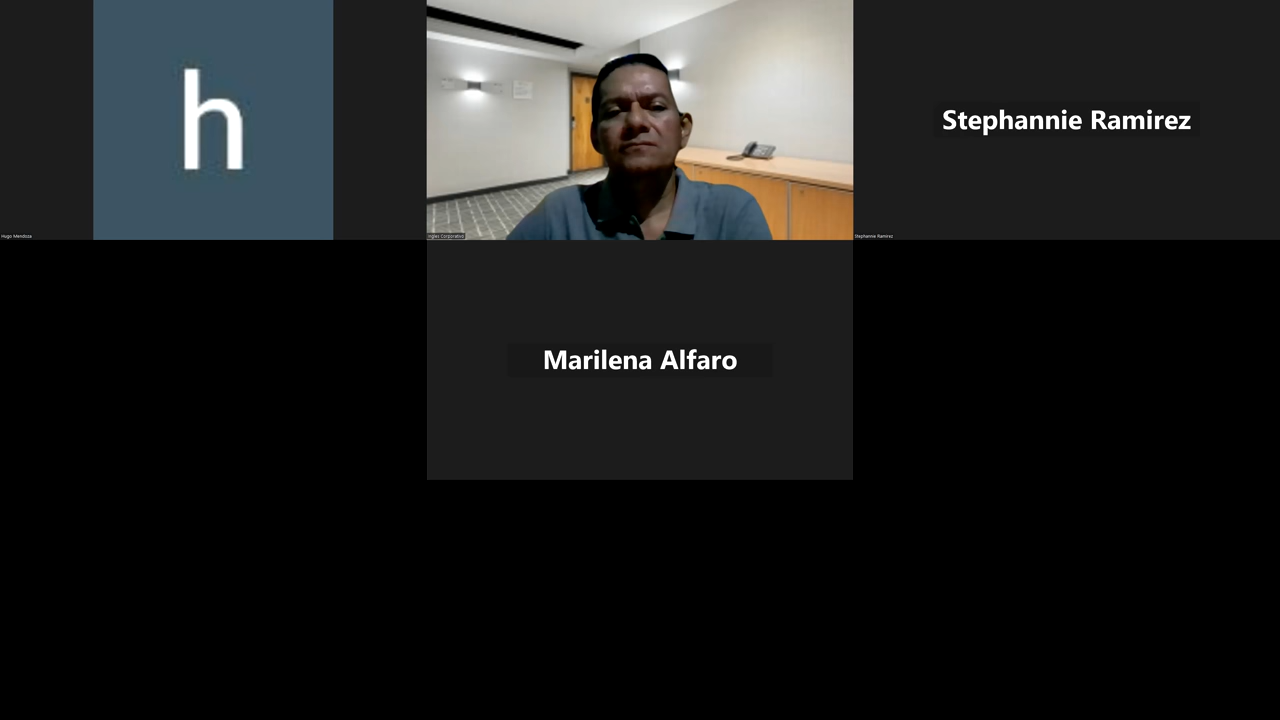 h
Hugo Mendoza
Stephannie Ramirez
Stephannie Ramirez
Marilena Alfaro